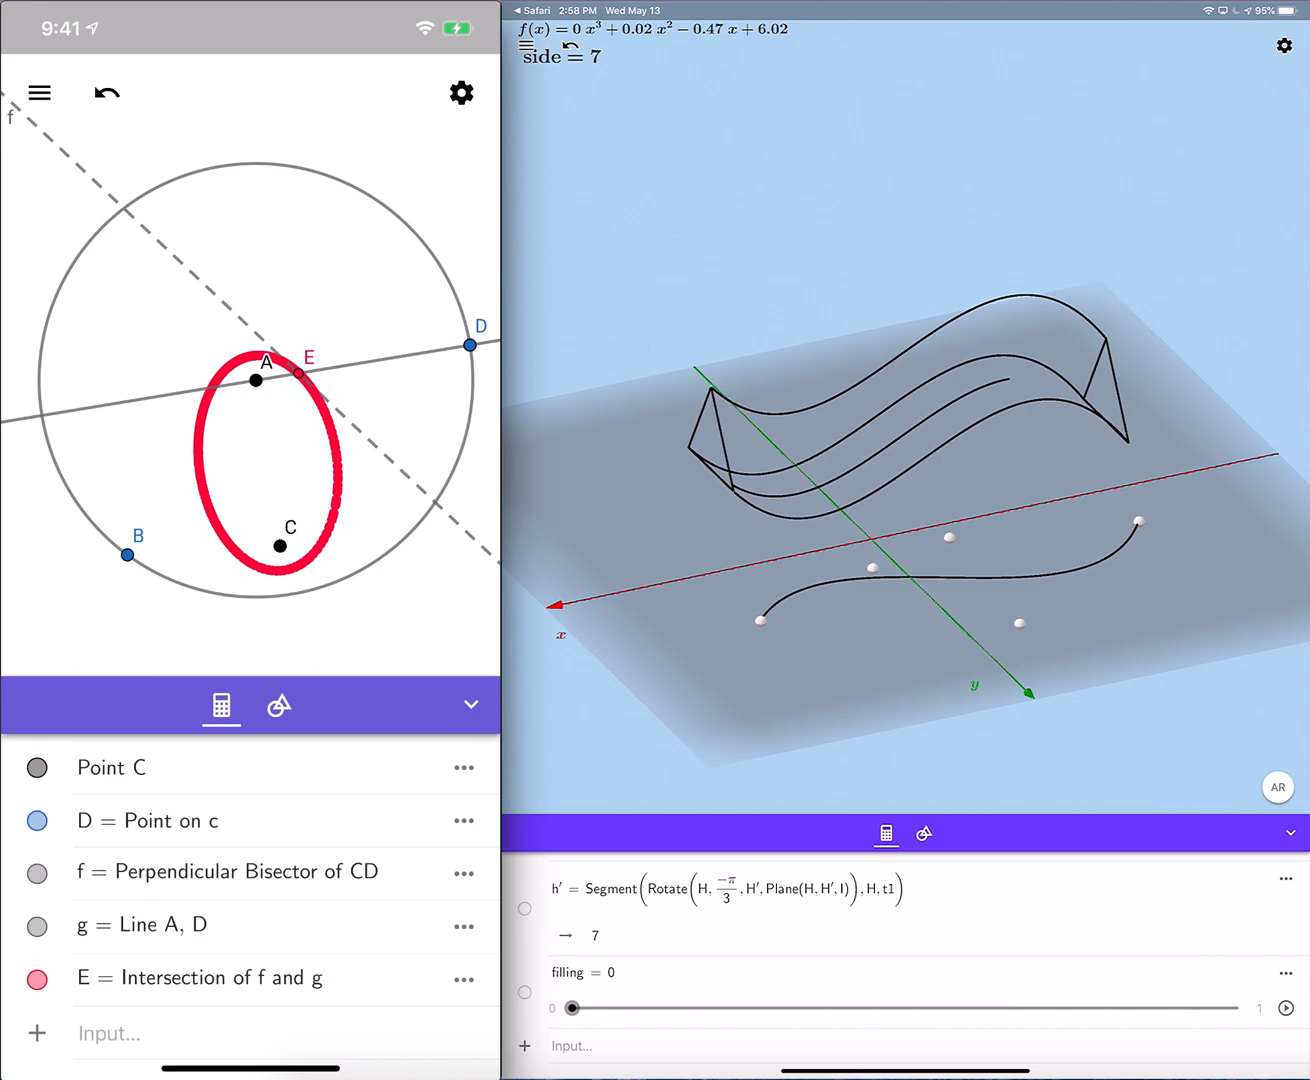 9:41
f
A
E
D
C
B
Point C
D = Point on c
f = Perpendicular Bisector of CD
g = Line A, D
E = Intersection of f and g
Input...
Safari 2:58 PM Wed May 13 95%
f(x) = 0 x³ + 0.02 x² − 0.47 x + 6.02
side = 7
x
y
AR
h′ = Segment(Rotate(H, −π/3, H′, Plane(H, H′, I)), H, t1)
→ 7
filling = 0
0 1
Input...